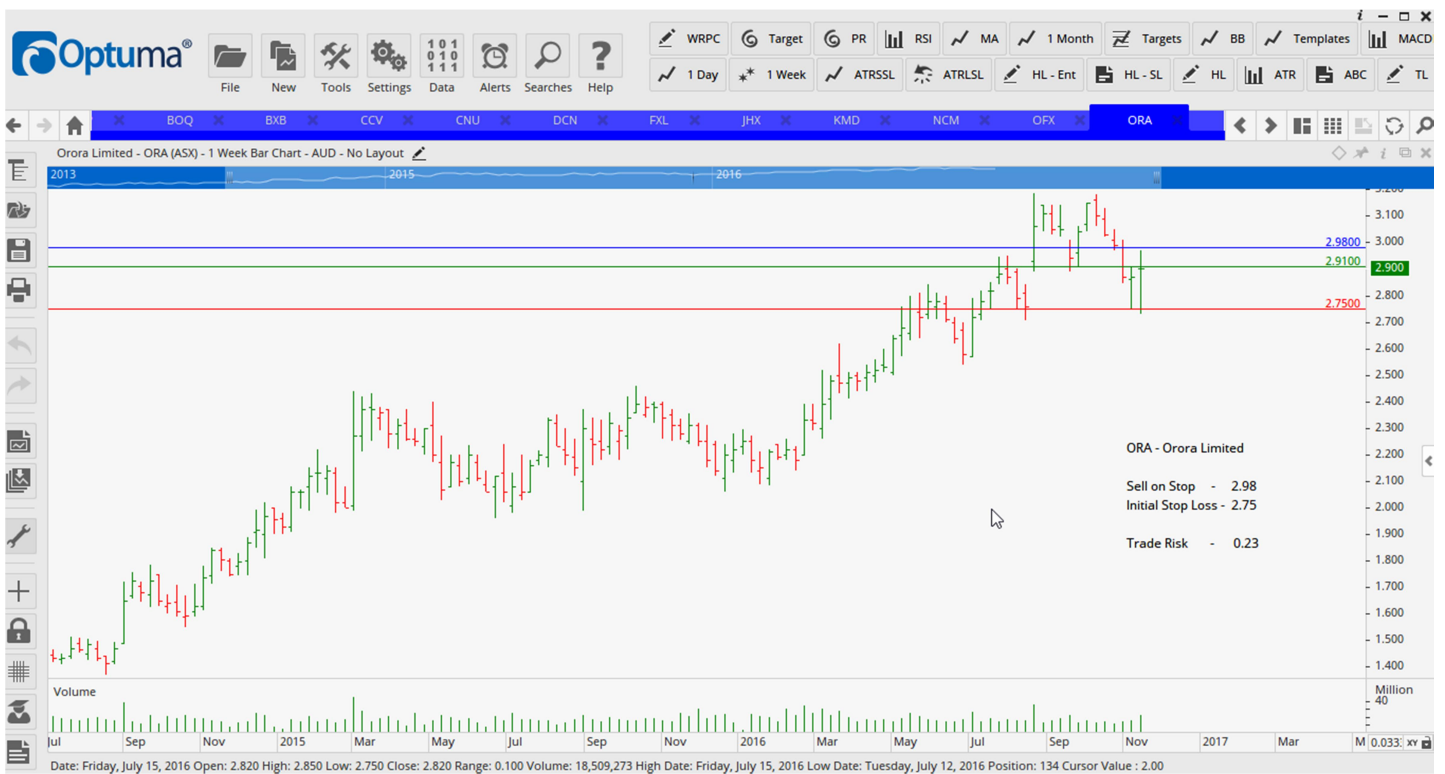 i
Optuma®
File New Tools Settings Data Alerts Searches Help
101
010
111
WRPC Target PR RSI MA 1 Month Targets BB Templates MACD
1 Day 1 Week ATRSSL ATRLSL HL - Ent HL - SL HL ATR ABC TL
BOQ BXB CCV CNU DCN FXL JHX KMD NCM OFX ORA
Orora Limited - ORA (ASX) - 1 Week Bar Chart - AUD - No Layout
2013 2015 2016
3.200
3.100
2.9800
3.000
2.9100
2.900
2.7500
2.800
2.700
2.600
2.500
2.400
2.300
2.200
2.100
2.000
1.900
1.800
1.700
1.600
1.500
1.400
ORA - Orora Limited
Sell on Stop - 2.98
Initial Stop Loss - 2.75
Trade Risk - 0.23
Volume
Million
40
Jul Sep Nov 2015 Mar May Jul Sep Nov 2016 Mar May Jul Sep Nov 2017 Mar M 0.033: XY
Date: Friday, July 15, 2016 Open: 2.820 High: 2.850 Low: 2.750 Close: 2.820 Range: 0.100 Volume: 18,509,273 High Date: Friday, July 15, 2016 Low Date: Tuesday, July 12, 2016 Position: 134 Cursor Value : 2.00